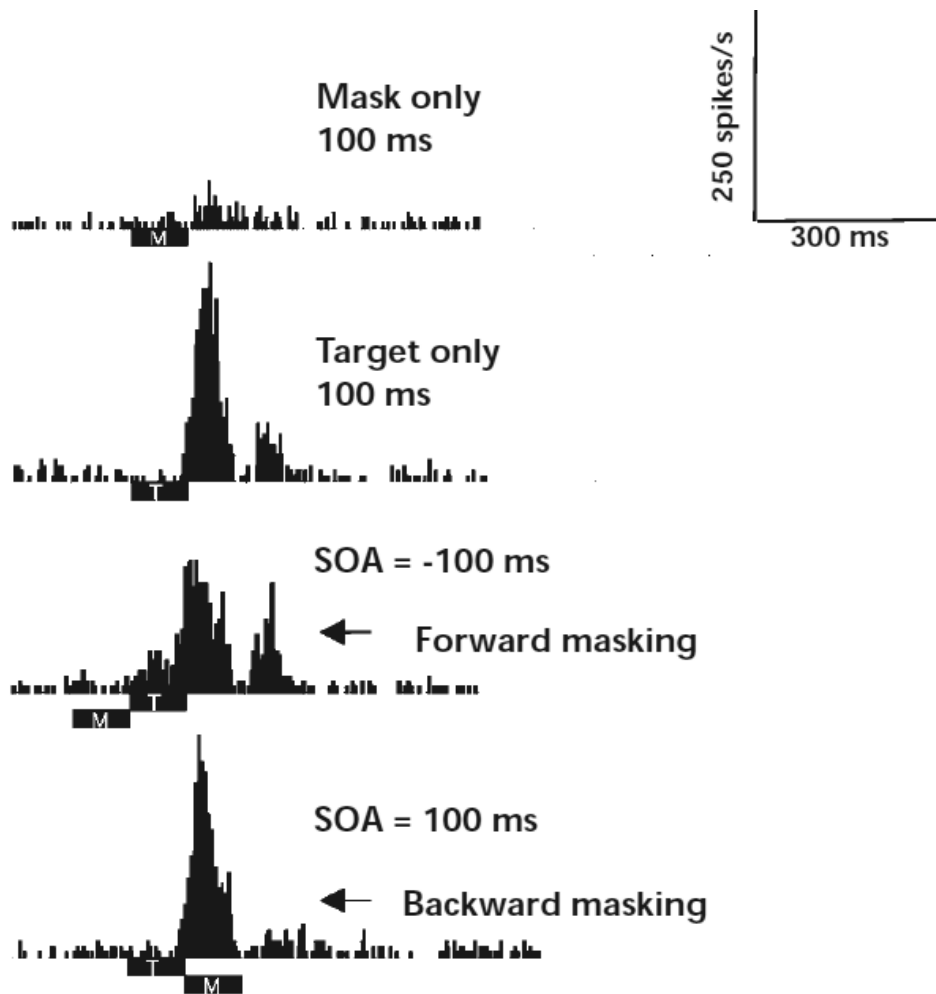 Mask only
100 ms
250 spikes/s
300 ms
M
Target only
100 ms
T
SOA = -100 ms
Forward masking
T
M
SOA = 100 ms
Backward masking
T
M